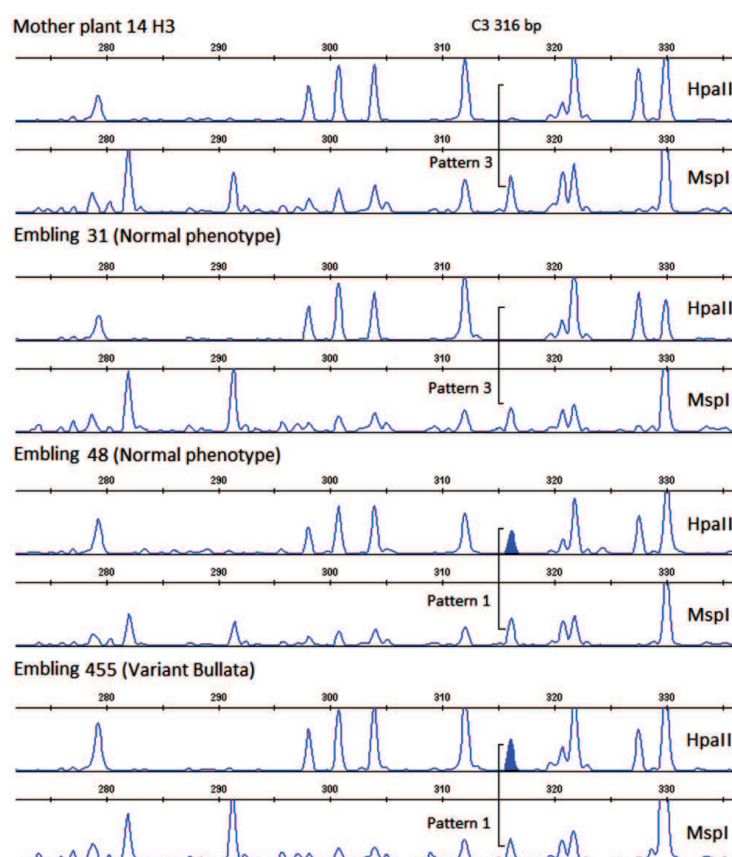 Mother plant 14 H3 C3 316 bp
280 290 300 310 320 330
HpaII
280 290 300 310 320 330
Pattern 3
MspI
Embling 31 (Normal phenotype)
280 290 300 310 320 330
HpaII
280 290 300 310 320 330
Pattern 3
MspI
Embling 48 (Normal phenotype)
280 290 300 310 320 330
HpaII
280 290 300 310 320 330
Pattern 1
MspI
Embling 455 (Variant Bullata)
280 290 300 310 320 330
HpaII
280 290 300 310 320 330
Pattern 1
MspI